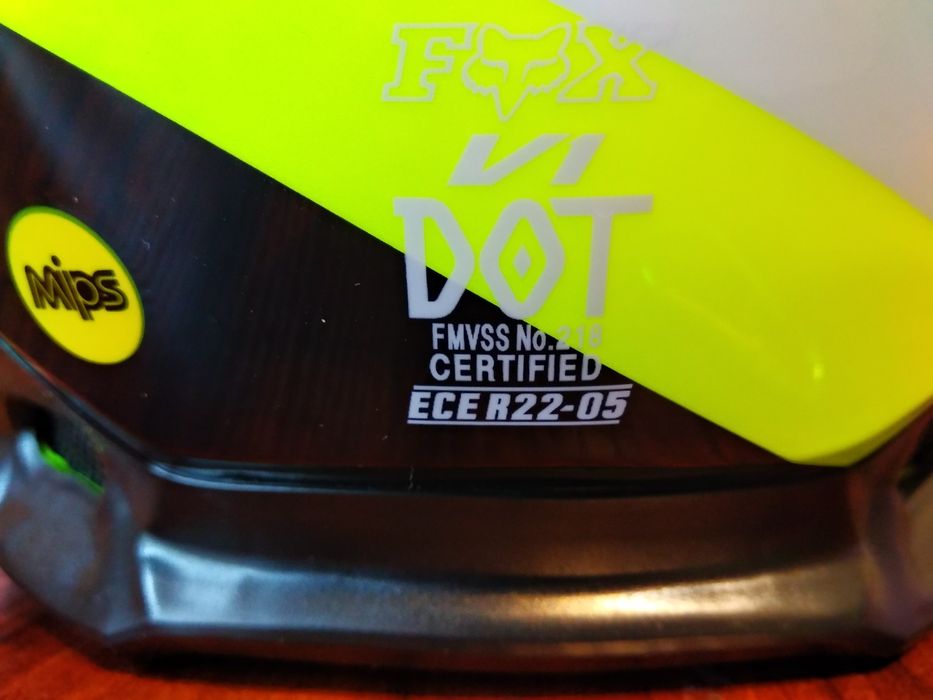 FOX
V1
DOT
FMVSS No.218
CERTIFIED
ECE R22-05
Mips